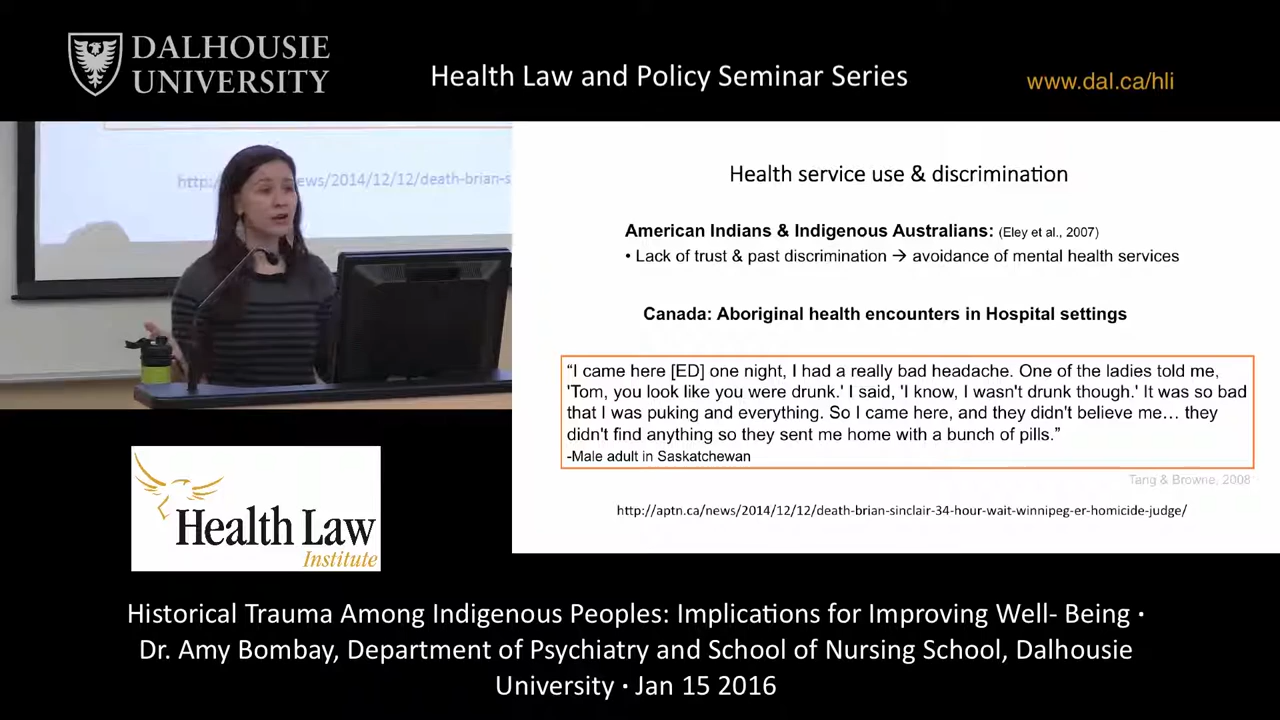 DALHOUSIE
UNIVERSITY
Health Law and Policy Seminar Series
www.dal.ca/hli
http: ews/2014/12/12/death-brian-s
Health service use & discrimination
American Indians & Indigenous Australians: (Eley et al., 2007)
• Lack of trust & past discrimination → avoidance of mental health services
Canada: Aboriginal health encounters in Hospital settings
“I came here [ED] one night, I had a really bad headache. One of the ladies told me,
'Tom, you look like you were drunk.' I said, 'I know, I wasn't drunk though.' It was so bad
that I was puking and everything. So I came here, and they didn't believe me… they
didn't find anything so they sent me home with a bunch of pills.”
-Male adult in Saskatchewan
Tang & Browne, 2008
http://aptn.ca/news/2014/12/12/death-brian-sinclair-34-hour-wait-winnipeg-er-homicide-judge/
Health Law
Institute
Historical Trauma Among Indigenous Peoples: Implications for Improving Well- Being ·
Dr. Amy Bombay, Department of Psychiatry and School of Nursing School, Dalhousie
University · Jan 15 2016